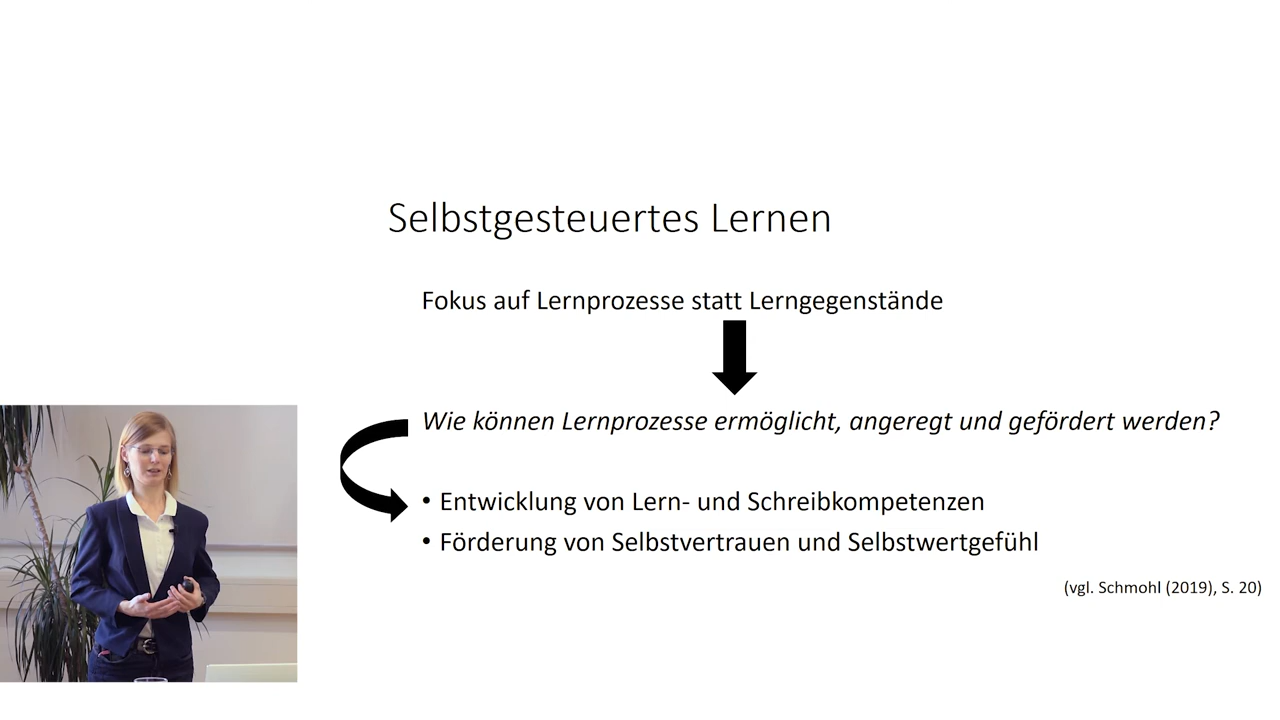 Selbstgesteuertes Lernen
Fokus auf Lernprozesse statt Lerngegenstände
Wie können Lernprozesse ermöglicht, angeregt und gefördert werden?
• Entwicklung von Lern- und Schreibkompetenzen
• Förderung von Selbstvertrauen und Selbstwertgefühl
(vgl. Schmohl (2019), S. 20)